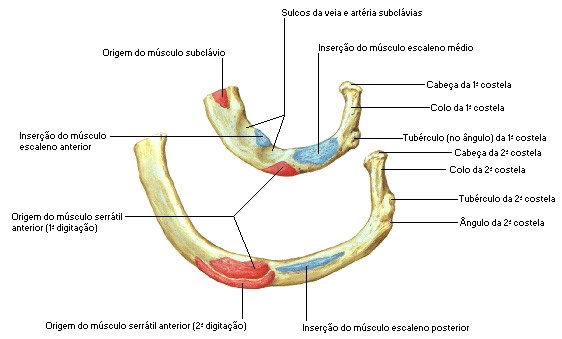 Sulcos da veia e artéria subclávias
Origem do músculo subclávio
Inserção do músculo escaleno médio
Cabeça da 1ª costela
Colo da 1ª costela
Inserção do músculo
escaleno anterior
Tubérculo (no ângulo) da 1ª costela
Cabeça da 2ª costela
Colo da 2ª costela
Tubérculo da 2ª costela
Origem do músculo serrátil
anterior (1ª digitação)
Ângulo da 2ª costela
Origem do músculo serrátil anterior (2ª digitação)
Inserção do músculo escaleno posterior